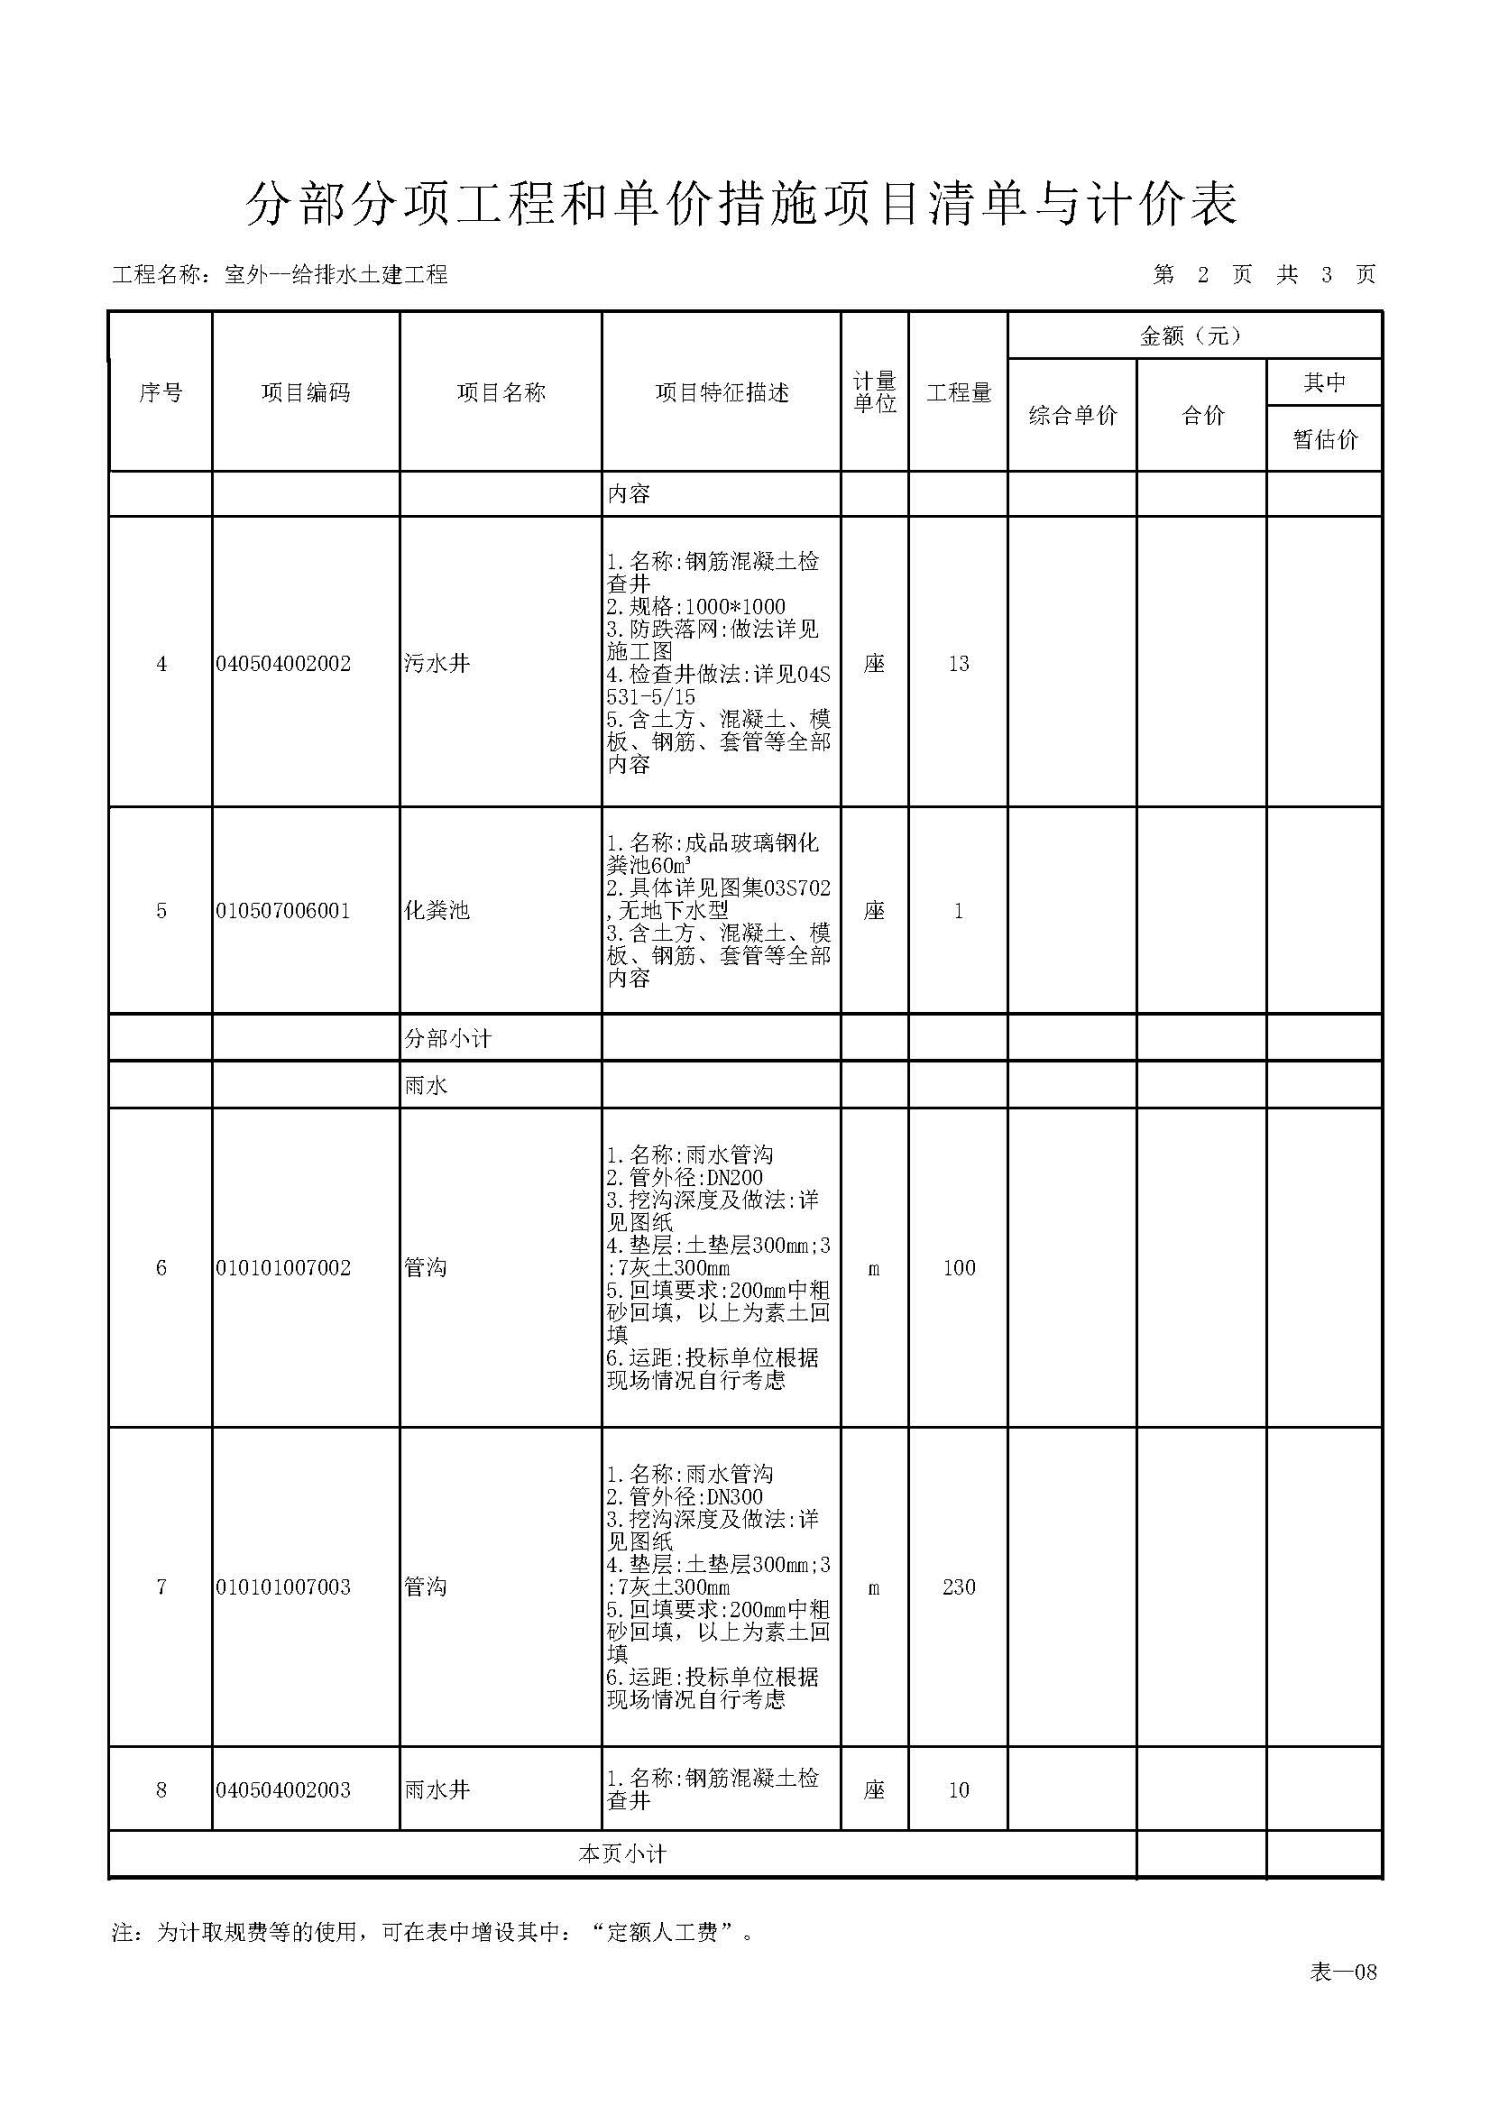 分部分项工程和单价措施项目清单与计价表
工程名称：室外--给排水土建工程 第 2 页 共 3 页
序号 项目编码 项目名称 项目特征描述 计量单位 工程量 金额（元）
综合单价 合价 其中
暂估价
内容
4 040504002002 污水井 座 13
1.名称:钢筋混凝土检
查井
2.规格:1000*1000
3.防跌落网:做法详见
施工图
4.检查井做法:详见04S
531-5/15
5.含土方、混凝土、模
板、钢筋、套管等全部
内容
5 010507006001 化粪池 座 1
1.名称:成品玻璃钢化
粪池60m³
2.具体详见图集03S702
,无地下水型
3.含土方、混凝土、模
板、钢筋、套管等全部
内容
分部小计
雨水
6 010101007002 管沟 m 100
1.名称:雨水管沟
2.管外径:DN200
3.挖沟深度及做法:详
见图纸
4.垫层:土垫层300mm;3
:7灰土300mm
5.回填要求:200mm中粗
砂回填，以上为素土回
填
6.运距:投标单位根据
现场情况自行考虑
7 010101007003 管沟 m 230
1.名称:雨水管沟
2.管外径:DN300
3.挖沟深度及做法:详
见图纸
4.垫层:土垫层300mm;3
:7灰土300mm
5.回填要求:200mm中粗
砂回填，以上为素土回
填
6.运距:投标单位根据
现场情况自行考虑
8 040504002003 雨水井 座 10
1.名称:钢筋混凝土检
查井
本页小计
注：为计取规费等的使用，可在表中增设其中：“定额人工费”。
表—08